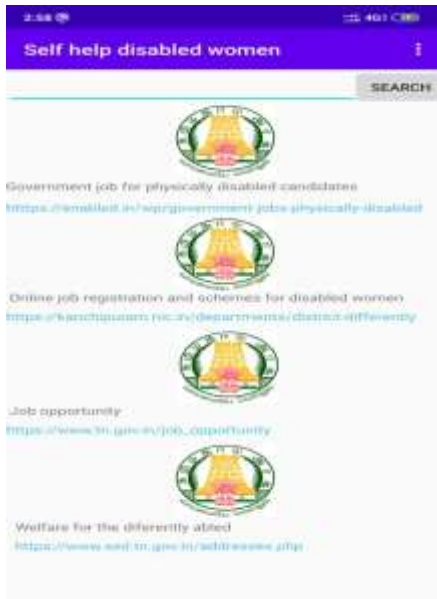 2:58
Self help disabled women
SEARCH
Government job for physically disabled candidates
https://enabled.in/wp/government-jobs-physically-disabled
Online job registration and schemes for disabled women
https://kanchipuram.nic.in/departments/district-differently
Job opportunity
https://www.tn.gov.in/job_opportunity
Welfare for the diferently abled
https://www.swd.tn.gov.in/addresses.php